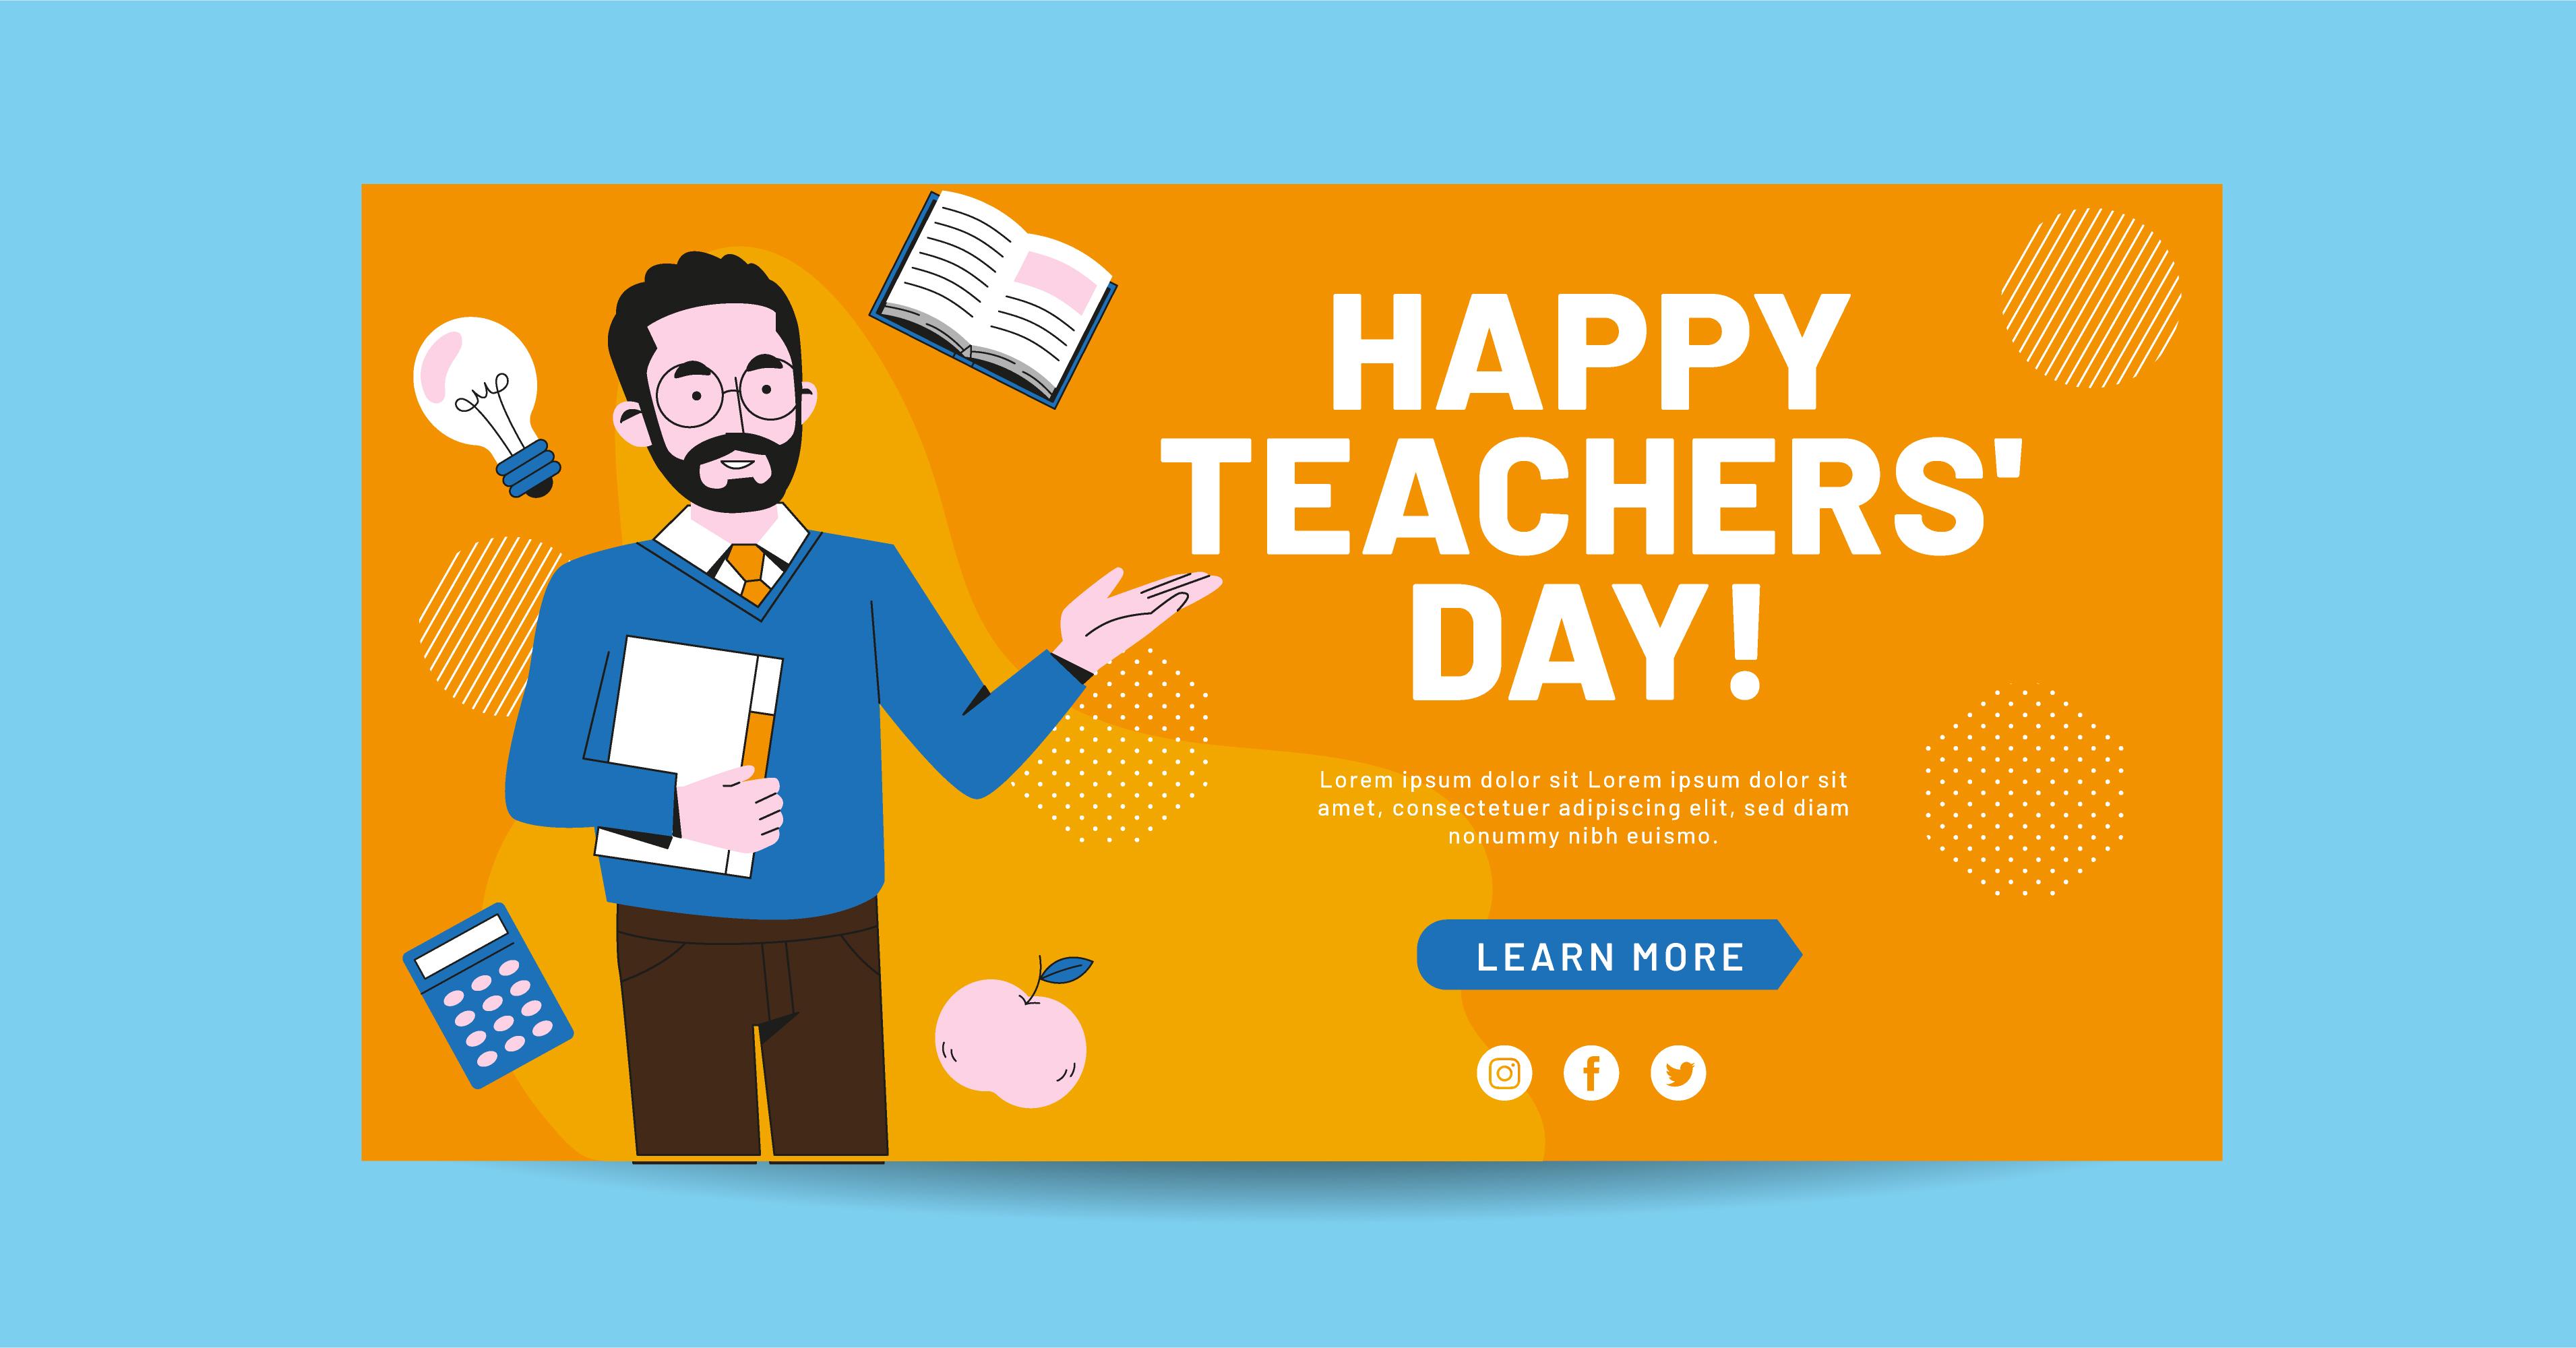 HAPPY
TEACHERS'
DAY!
Lorem ipsum dolor sit Lorem ipsum dolor sit
amet, consectetuer adipiscing elit, sed diam
nonummy nibh euismo.
LEARN MORE